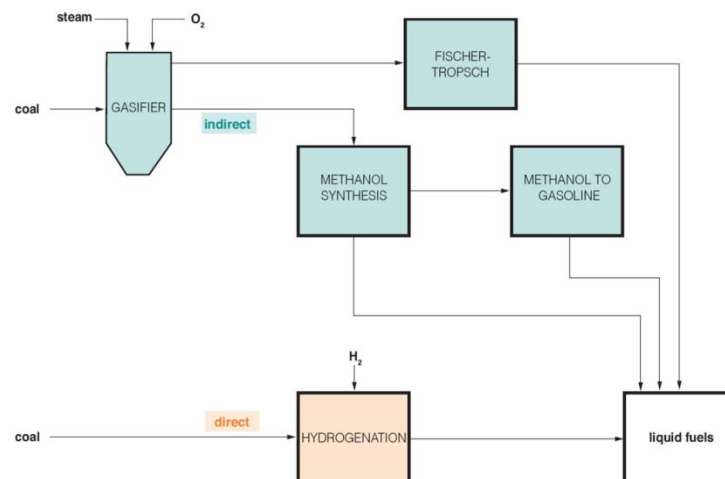 steam
O₂
coal
GASIFIER
indirect
FISCHER-
TROPSCH
METHANOL
SYNTHESIS
METHANOL TO
GASOLINE
H₂
coal
direct
HYDROGENATION
liquid fuels